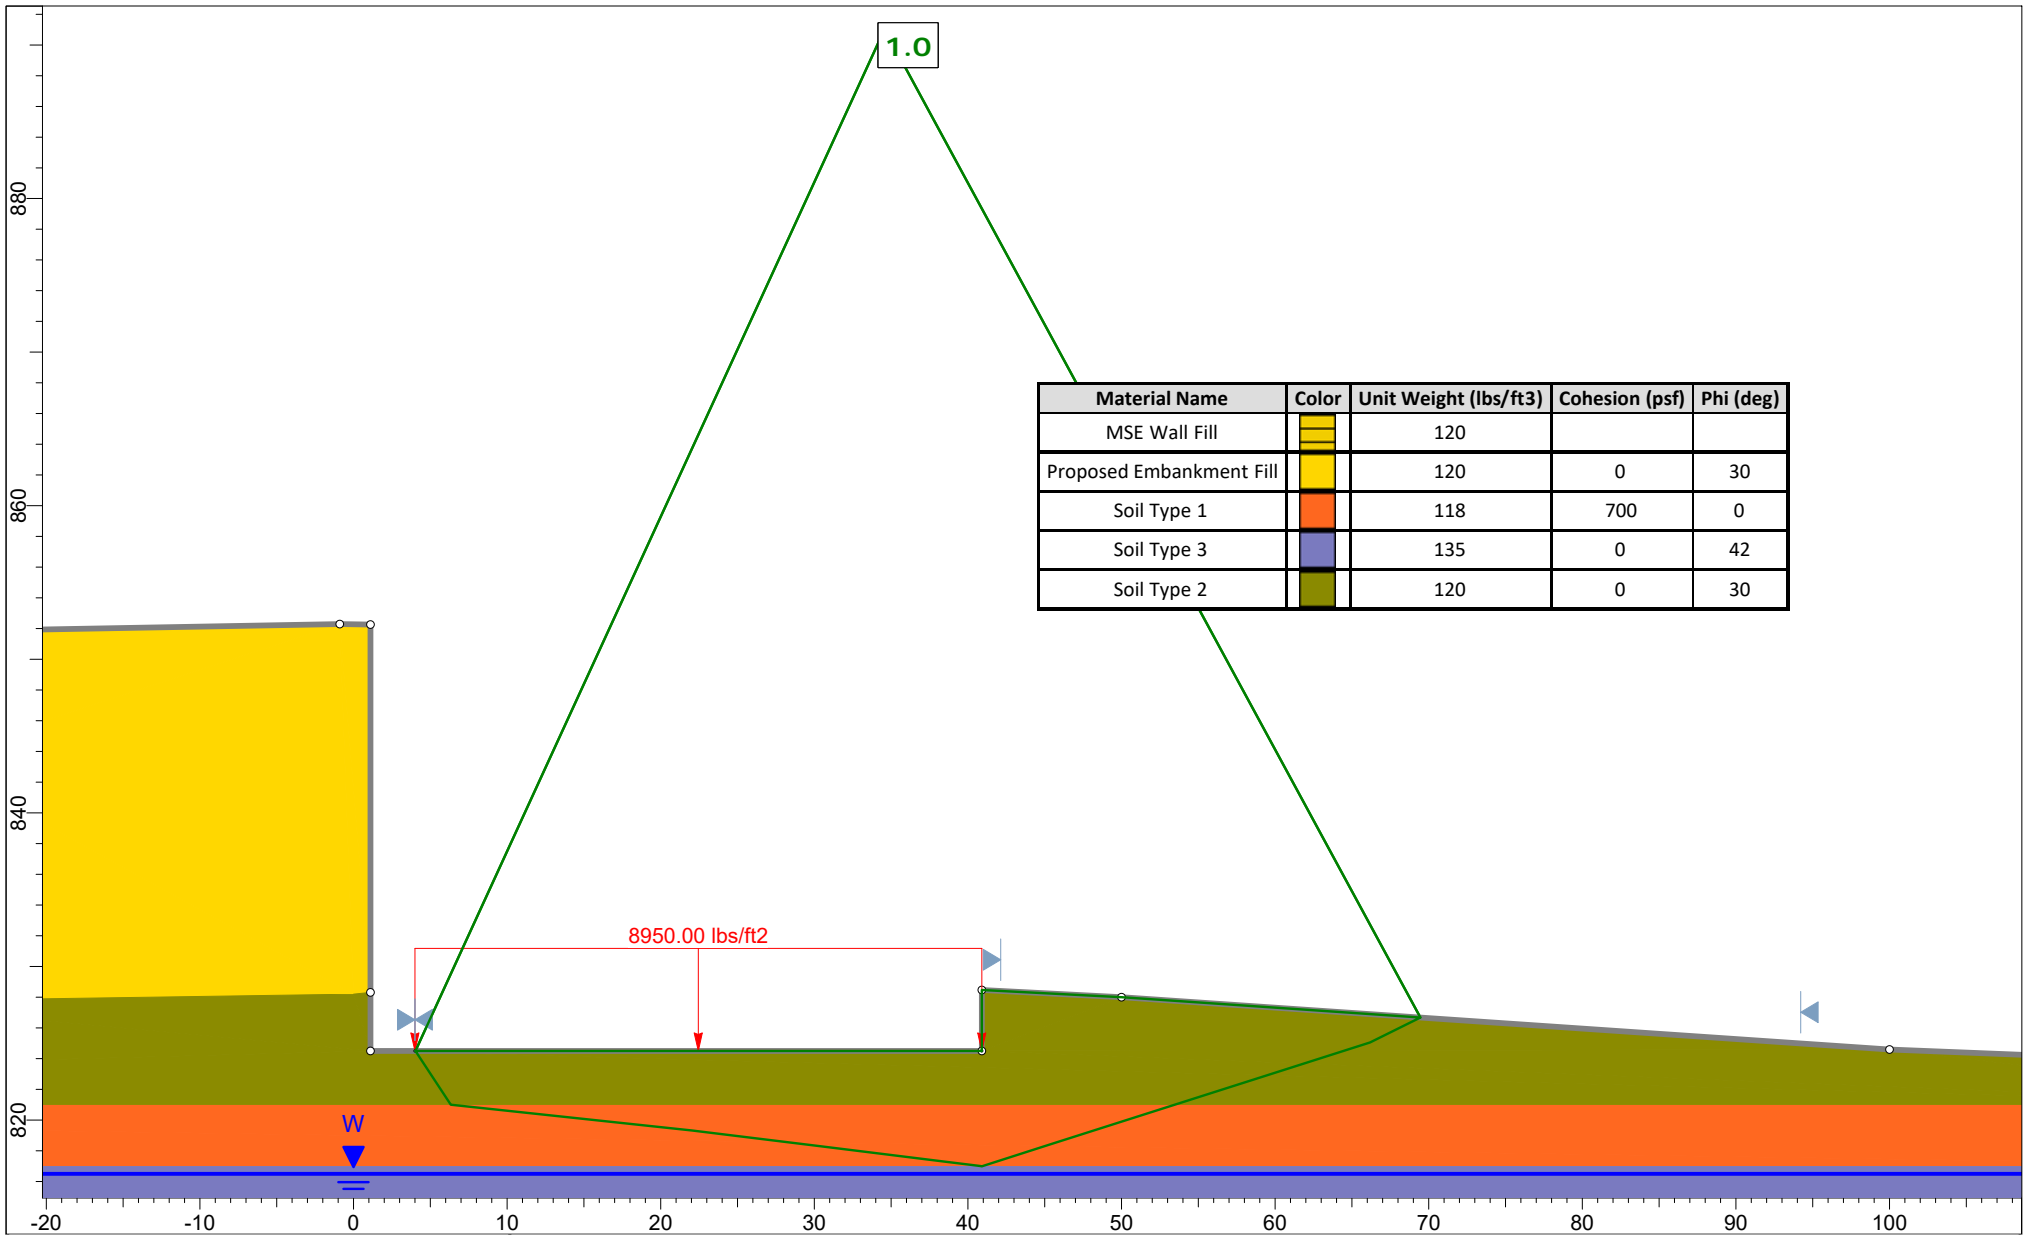 1.0
880
860
840
820
Material Name Color Unit Weight (lbs/ft3) Cohesion (psf) Phi (deg)
MSE Wall Fill 120
Proposed Embankment Fill 120 0 30
Soil Type 1 118 700 0
Soil Type 3 135 0 42
Soil Type 2 120 0 30
8950.00 lbs/ft2
W
-20 -10 0 10 20 30 40 50 60 70 80 90 100